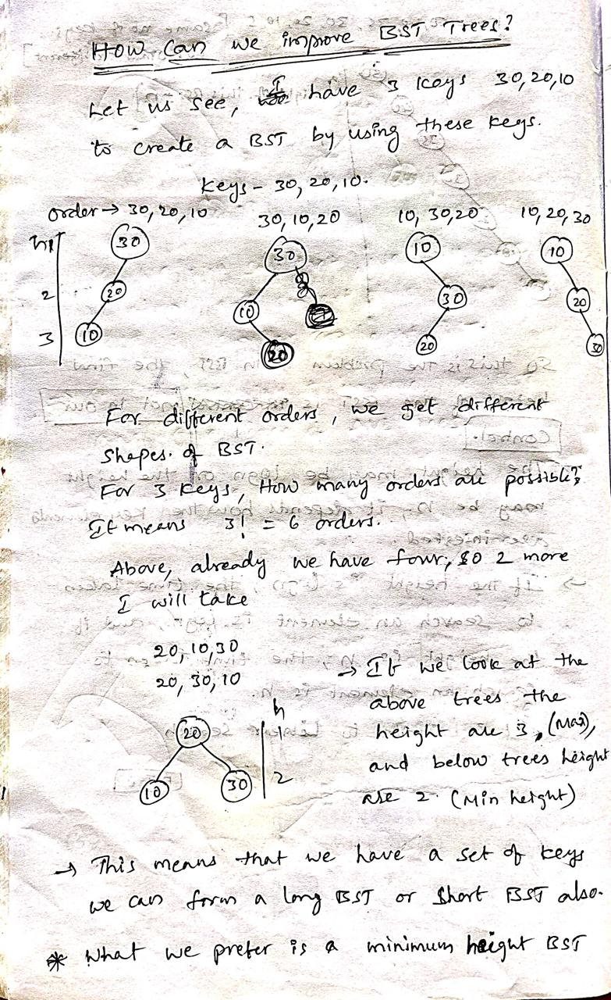 How can we improve BST Trees?
Let us see, I have 3 keys 30,20,10
to create a BST by using these keys.
Keys - 30, 20, 10.
order → 30, 20, 10
30, 10, 20
10, 30, 20
10, 20, 30
h
1
2
3
30
20
10
30
10
20
10
30
20
10
20
30
For different orders, we get different
shapes. of BST.
For 3 keys, How many orders are possible?
It means 3! = 6 orders.
Above, already we have four, so 2 more
I will take
20, 10, 30
20, 30, 10
20
10
30
h
1
2
→ If we look at the
above trees the
height are 3, (Max),
and below trees height
are 2. (Min height)
→ This means that we have a set of keys
we can form a long BST or short BST also.
* What we prefer is a minimum height BST